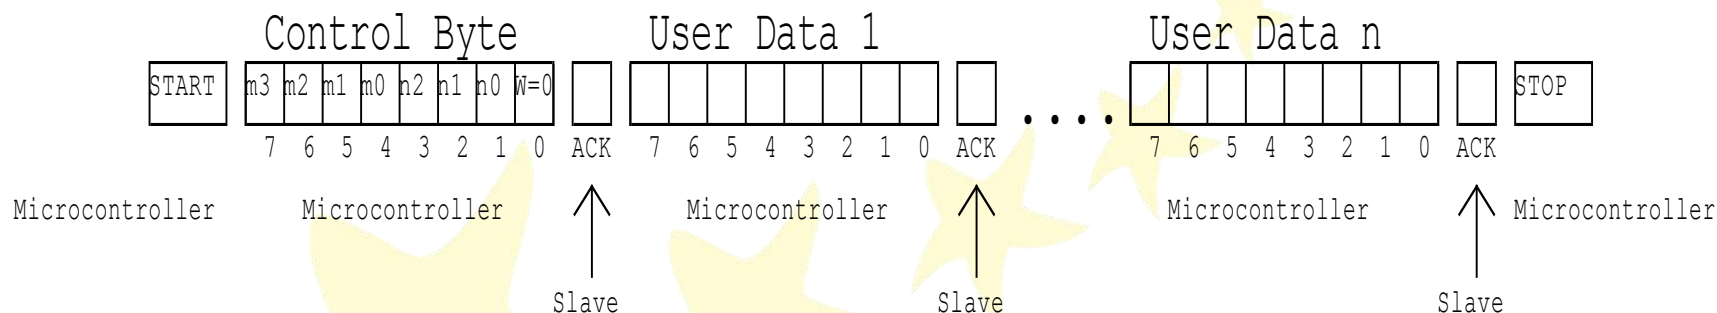 Control Byte User Data 1 User Data n
START m3 m2 m1 m0 n2 n1 n0 W=0 STOP
7 6 5 4 3 2 1 0 ACK 7 6 5 4 3 2 1 0 ACK 7 6 5 4 3 2 1 0 ACK
Microcontroller Microcontroller Microcontroller Microcontroller Microcontroller
Slave Slave Slave